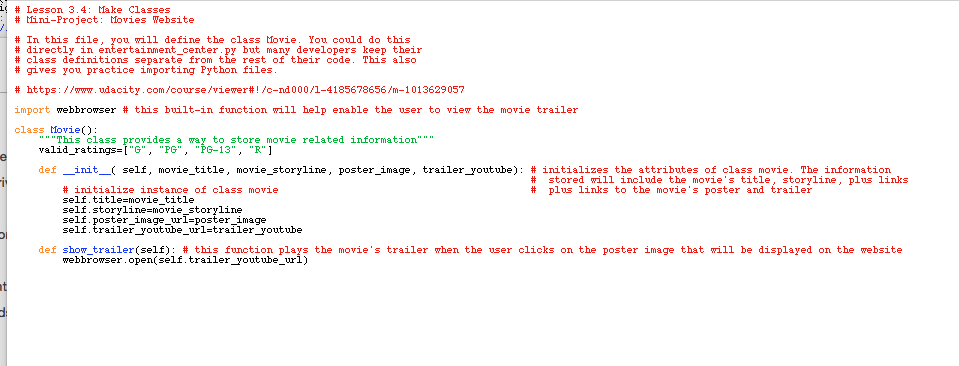 # Lesson 3.4: Make Classes
# Mini-Project: Movies Website
# In this file, you will define the class Movie. You could do this
# directly in entertainment_center.py but many developers keep their
# class definitions separate from the rest of their code. This also
# gives you practice importing Python files.
# https://www.udacity.com/course/viewer#!/c-nd000/l-4185678656/m-1013629057
import webbrowser # this built-in function will help enable the user to view the movie trailer
class Movie():
"""This class provides a way to store movie related information"""
valid_ratings=["G", "PG", "PG-13", "R"]
def __init__( self, movie_title, movie_storyline, poster_image, trailer_youtube): # initializes the attributes of class movie. The information
# stored will include the movie's title, storyline, plus links
# initialize instance of class movie # plus links to the movie's poster and trailer
self.title=movie_title
self.storyline=movie_storyline
self.poster_image_url=poster_image
self.trailer_youtube_url=trailer_youtube
def show_trailer(self): # this function plays the movie's trailer when the user clicks on the poster image that will be displayed on the website
webbrowser.open(self.trailer_youtube_url)